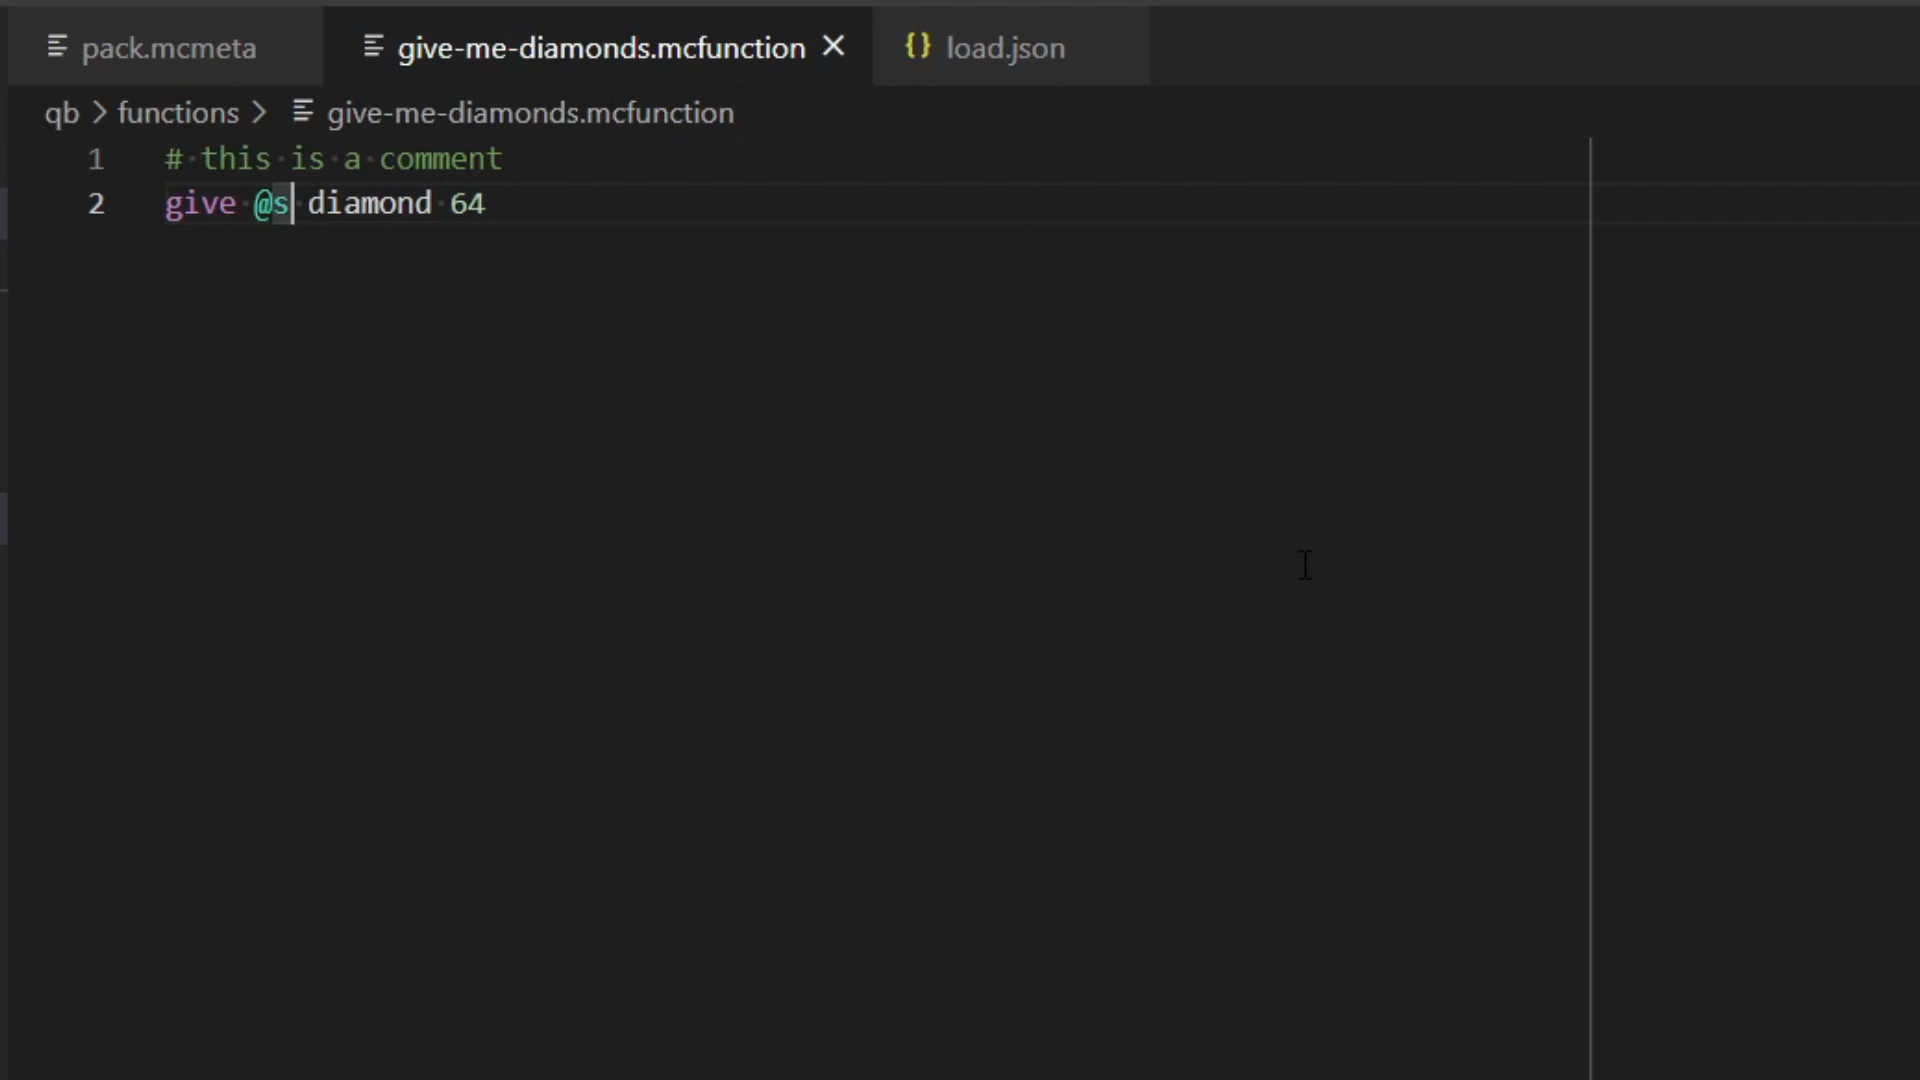 pack.mcmeta give-me-diamonds.mcfunction load.json
qb > functions > give-me-diamonds.mcfunction
1 # this is a comment
2 give @s diamond 64